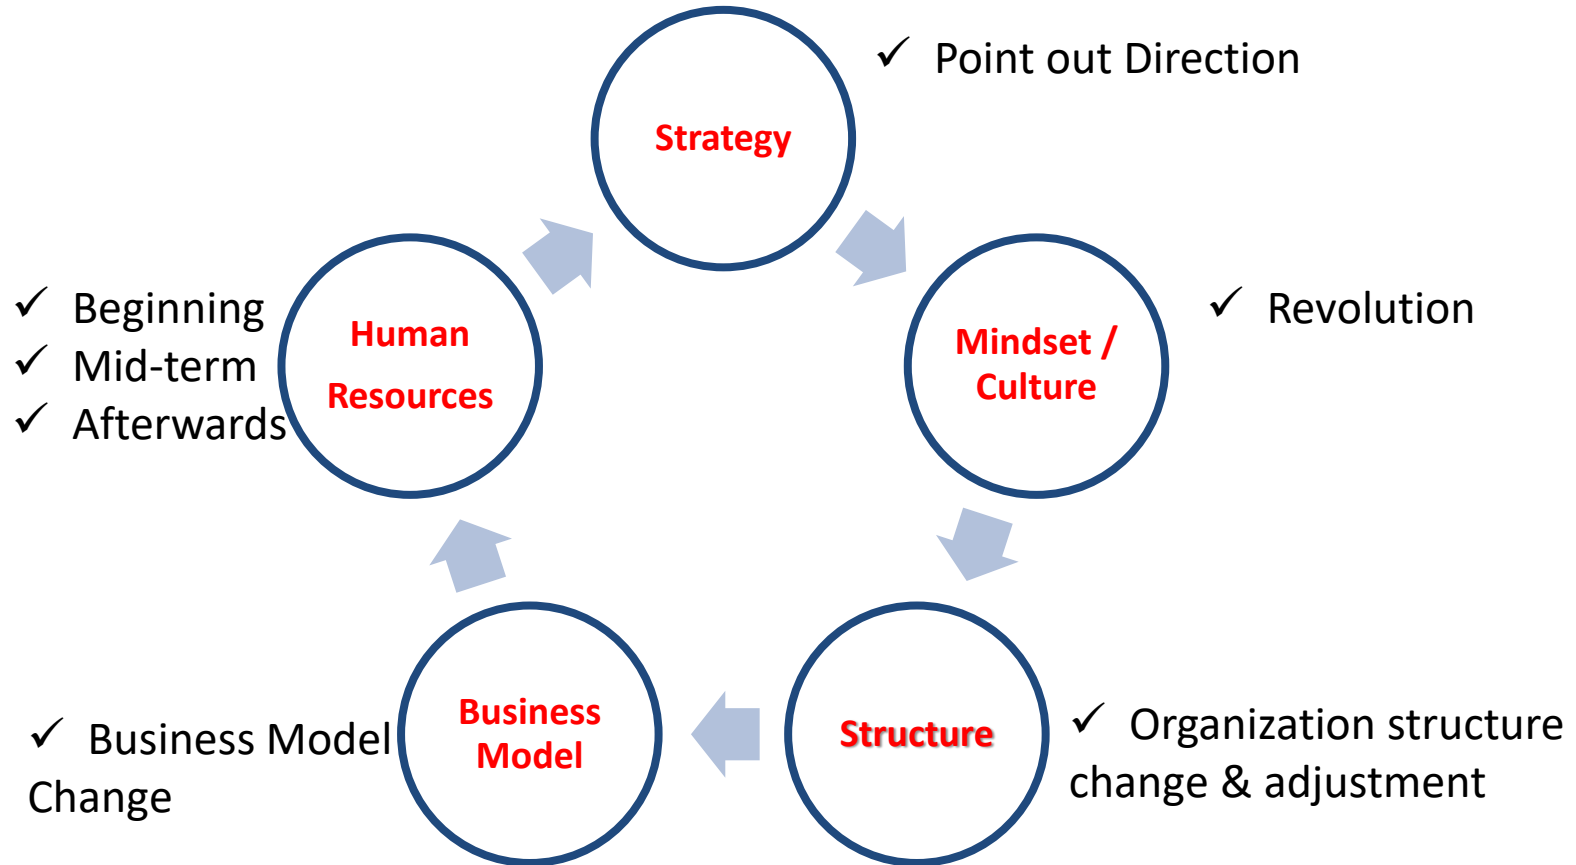 ✓ Point out Direction
Strategy
✓ Beginning
✓ Mid-term
✓ Afterwards
Human
Resources
Mindset /
Culture
✓ Revolution
✓ Business Model
Change
Business
Model
Structure
✓ Organization structure
change & adjustment